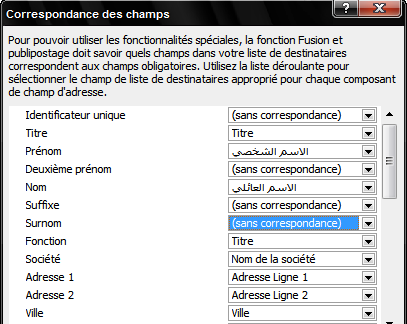 Correspondance des champs
Pour pouvoir utiliser les fonctionnalités spéciales, la fonction Fusion et
publipostage doit savoir quels champs dans votre liste de destinataires
correspondent aux champs obligatoires. Utilisez la liste déroulante pour
sélectionner le champ de liste de destinataires approprié pour chaque composant
de champ d'adresse.
Identificateur unique (sans correspondance)
Titre Titre
Prénom الاسم الشخصي
Deuxième prénom (sans correspondance)
Nom الاسم العائلي
Suffixe (sans correspondance)
Surnom (sans correspondance)
Fonction Titre
Société Nom de la société
Adresse 1 Adresse Ligne 1
Adresse 2 Adresse Ligne 2
Ville Ville